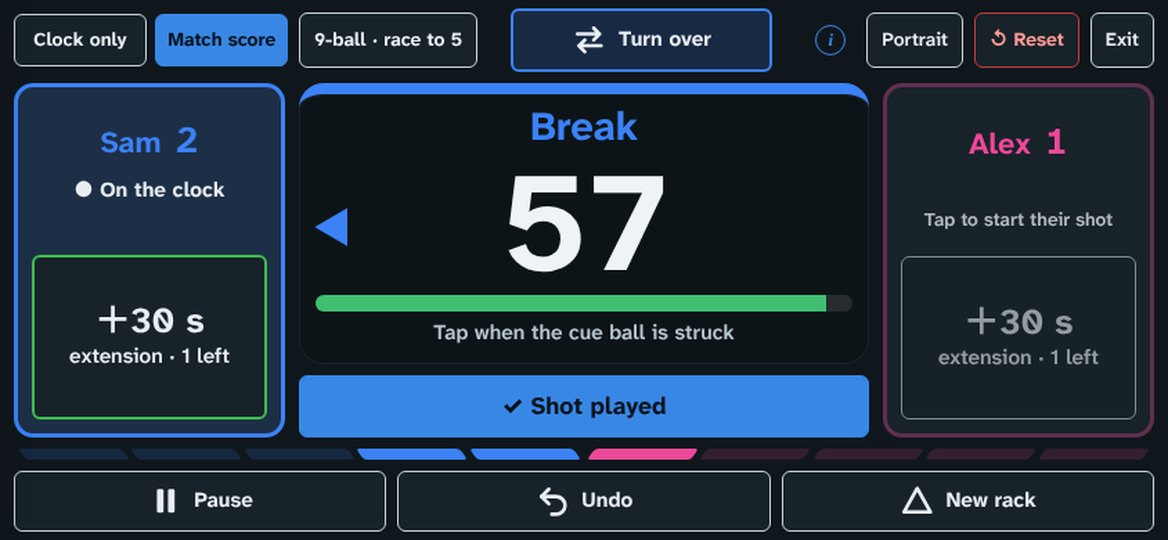 Clock only
Match score
9-ball · race to 5
Turn over
i
Portrait
Reset
Exit
Sam 2
On the clock
+30 s
extension · 1 left
Break
57
Tap when the cue ball is struck
✓ Shot played
Alex 1
Tap to start their shot
+30 s
extension · 1 left
Pause
Undo
New rack